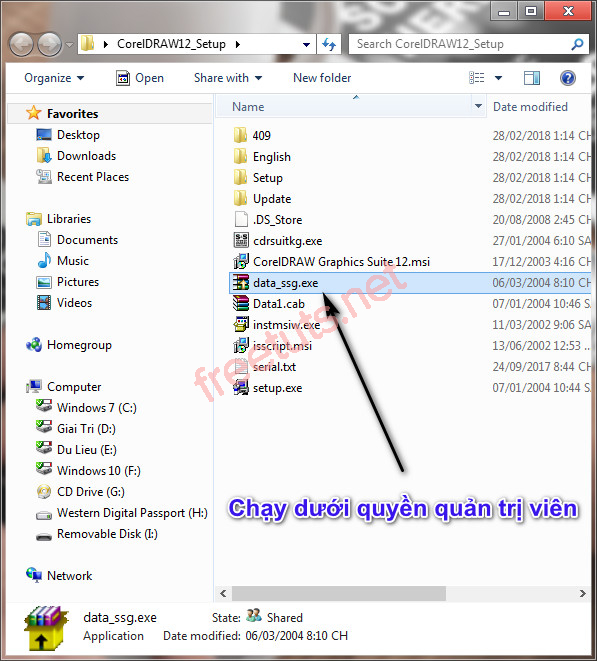 CorelDRAW12_Setup
Search CorelDRAW12_Setup
Organize Open Share with New folder
Name Date modified
Favorites
Desktop
Downloads
Recent Places
Libraries
Documents
Music
Pictures
Videos
Homegroup
Computer
Windows 7 (C:)
Giai Tri (D:)
Du Lieu (E:)
Windows 10 (F:)
CD Drive (G:)
Western Digital Passport (H:)
Removable Disk (I:)
Network
409 28/02/2018 1:14 CH
English 28/02/2018 1:14 CH
Setup 28/02/2018 1:14 CH
Update 28/02/2018 1:14 CH
.DS_Store 20/08/2008 2:45 CH
cdrsuitkg.exe 27/01/2004 6:10 SA
CorelDRAW Graphics Suite 12.msi 17/12/2003 4:16
data_ssg.exe 06/03/2004 8:10 CH
Data1.cab 07/01/2004 10:46 SA
instmsiw.exe 11/03/2002 9:06 SA
isscript.msi 13/06/2002 12:53
serial.txt 24/09/2017 8:44 CH
setup.exe 07/01/2004 10:44 SA
freetuts.net
Chạy dưới quyền quản trị viên
data_ssg.exe State: Shared
Application Date modified: 06/03/2004 8:10 CH